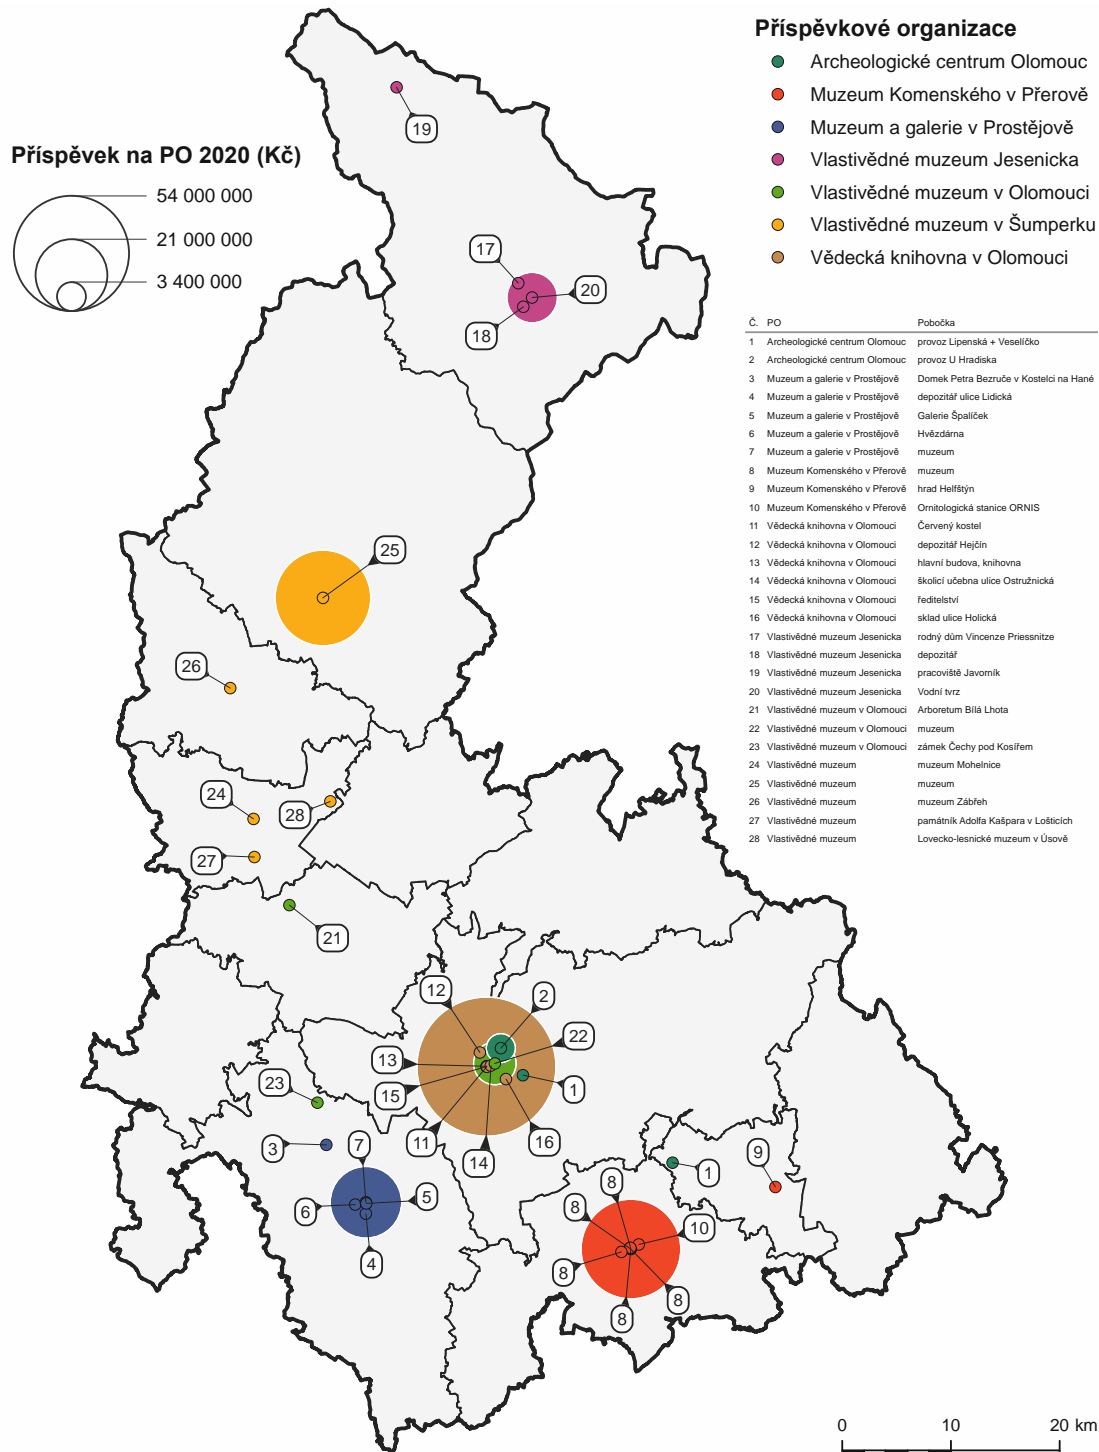 Příspěvkové organizace
Archeologické centrum Olomouc
Muzeum Komenského v Přerově
Muzeum a galerie v Prostějově
Vlastivědné muzeum Jesenicka
Vlastivědné muzeum v Olomouci
Vlastivědné muzeum v Šumperku
Vědecká knihovna v Olomouci
Příspěvek na PO 2020 (Kč)
54 000 000
21 000 000
3 400 000
Č. PO Pobočka
1 Archeologické centrum Olomouc provoz Lipenská + Veselíčko
2 Archeologické centrum Olomouc provoz U Hradiska
3 Muzeum a galerie v Prostějově Domek Petra Bezruče v Kostelci na Hané
4 Muzeum a galerie v Prostějově depozitář ulice Lidická
5 Muzeum a galerie v Prostějově Galerie Špalíček
6 Muzeum a galerie v Prostějově Hvězdárna
7 Muzeum a galerie v Prostějově muzeum
8 Muzeum Komenského v Přerově muzeum
9 Muzeum Komenského v Přerově hrad Helfštýn
10 Muzeum Komenského v Přerově Ornitologická stanice ORNIS
11 Vědecká knihovna v Olomouci Červený kostel
12 Vědecká knihovna v Olomouci depozitář Hejčín
13 Vědecká knihovna v Olomouci hlavní budova, knihovna
14 Vědecká knihovna v Olomouci školicí učebna ulice Ostružnická
15 Vědecká knihovna v Olomouci ředitelství
16 Vědecká knihovna v Olomouci sklad ulice Holická
17 Vlastivědné muzeum Jesenicka rodný dům Vincenze Priessnitze
18 Vlastivědné muzeum Jesenicka depozitář
19 Vlastivědné muzeum Jesenicka pracoviště Javorník
20 Vlastivědné muzeum Jesenicka Vodní tvrz
21 Vlastivědné muzeum v Olomouci Arboretum Bílá Lhota
22 Vlastivědné muzeum v Olomouci muzeum
23 Vlastivědné muzeum v Olomouci zámek Čechy pod Kosířem
24 Vlastivědné muzeum muzeum Mohelnice
25 Vlastivědné muzeum muzeum
26 Vlastivědné muzeum muzeum Zábřeh
27 Vlastivědné muzeum památník Adolfa Kašpara v Lošticích
28 Vlastivědné muzeum Lovecko-lesnické muzeum v Úsově
19
17
20
18
25
26
24
28
27
21
12
2
22
13
15
1
23
11
16
14
3
7
6
5
4
1
9
8
8
10
8
8
8
0 10 20 km